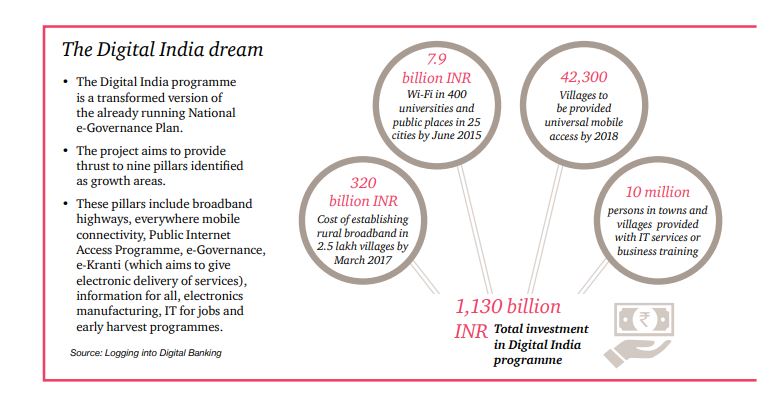 The Digital India dream
• The Digital India programme
is a transformed version of
the already running National
e-Governance Plan.
• The project aims to provide
thrust to nine pillars identified
as growth areas.
• These pillars include broadband
highways, everywhere mobile
connectivity, Public Internet
Access Programme, e-Governance,
e-Kranti (which aims to give
electronic delivery of services),
information for all, electronics
manufacturing, IT for jobs and
early harvest programmes.
Source: Logging into Digital Banking
320
billion INR
Cost of establishing
rural broadband in
2.5 lakh villages by
March 2017
7.9
billion INR
Wi-Fi in 400
universities and
public places in 25
cities by June 2015
42,300
Villages to
be provided
universal mobile
access by 2018
10 million
persons in towns and
villages provided
with IT services or
business training
1,130 billion
INR Total investment
in Digital India
programme
₹